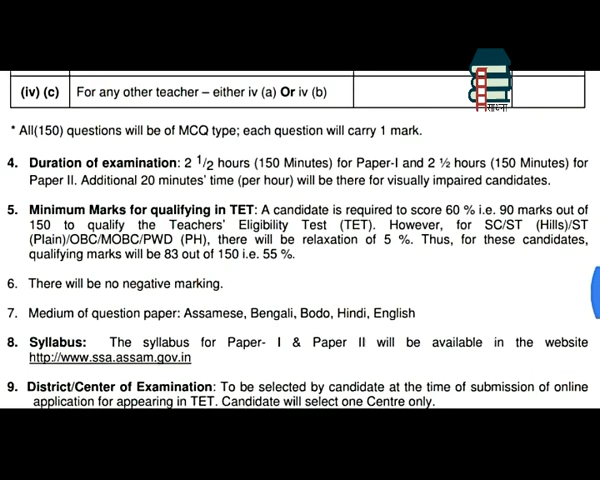 (iv) (c) For any other teacher – either iv (a) Or iv (b)
* All(150) questions will be of MCQ type; each question will carry 1 mark.
4. Duration of examination: 2 1/2 hours (150 Minutes) for Paper-I and 2 ½ hours (150 Minutes) for
Paper II. Additional 20 minutes' time (per hour) will be there for visually impaired candidates.
5. Minimum Marks for qualifying in TET: A candidate is required to score 60 % i.e. 90 marks out of
150 to qualify the Teachers' Eligibility Test (TET). However, for SC/ST (Hills)/ST
(Plain)/OBC/MOBC/PWD (PH), there will be relaxation of 5 %. Thus, for these candidates,
qualifying marks will be 83 out of 150 i.e. 55 %.
6. There will be no negative marking.
7. Medium of question paper: Assamese, Bengali, Bodo, Hindi, English
8. Syllabus: The syllabus for Paper- I & Paper II will be available in the website
http://www.ssa.assam.gov.in
9. District/Center of Examination: To be selected by candidate at the time of submission of online
application for appearing in TET. Candidate will select one Centre only.